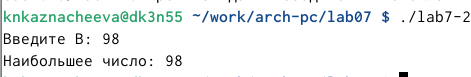 knkaznacheeva@dk3n55 ~/work/arch-pc/lab07 $ ./lab7-2
Введите В: 98
Наибольшее число: 98